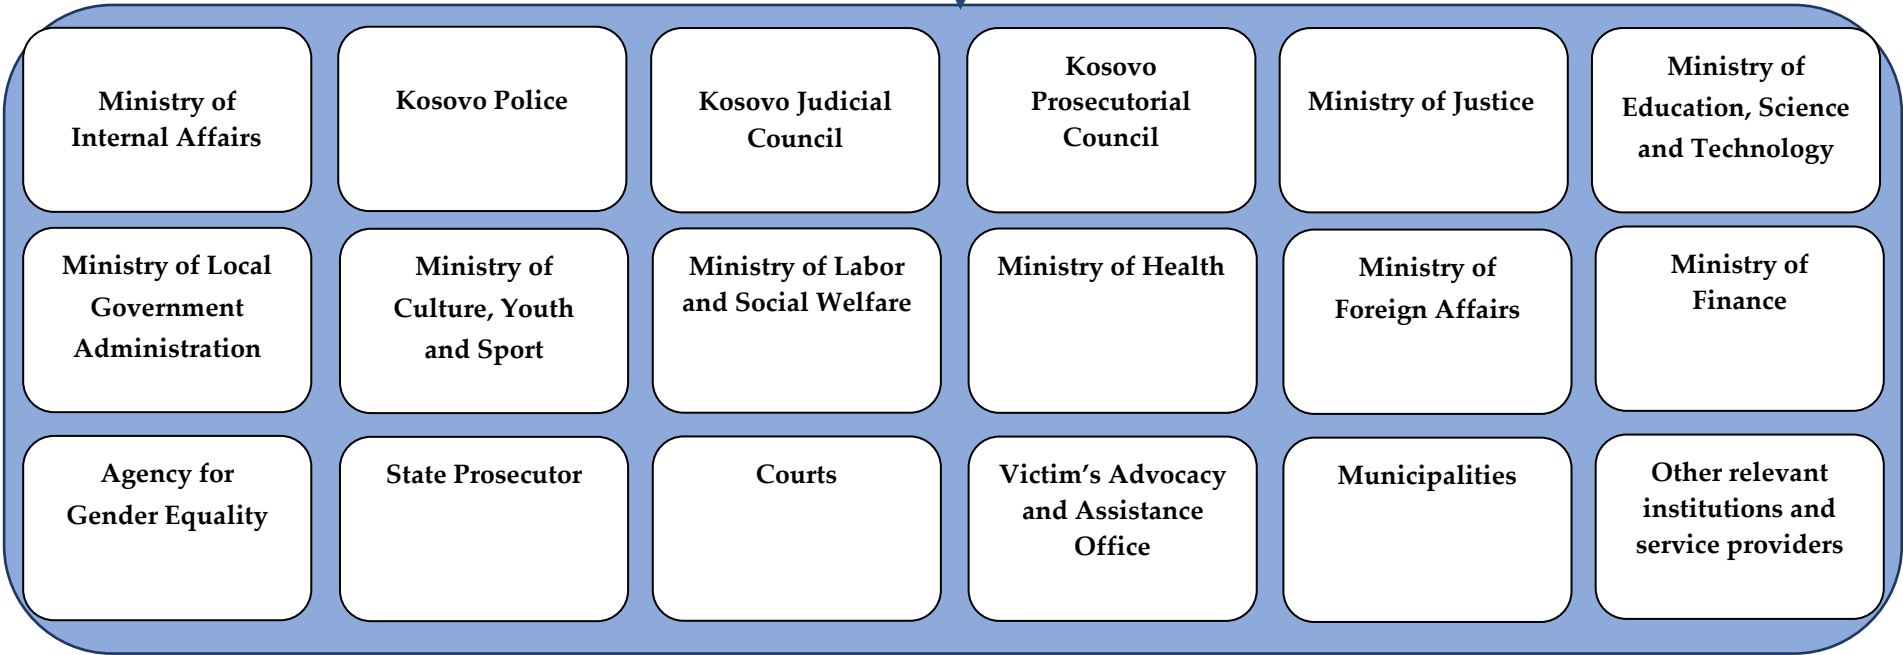 Ministry of
Internal Affairs
Kosovo Police
Kosovo Judicial
Council
Kosovo
Prosecutorial
Council
Ministry of Justice
Ministry of
Education, Science
and Technology
Ministry of Local
Government
Administration
Ministry of
Culture, Youth
and Sport
Ministry of Labor
and Social Welfare
Ministry of Health
Ministry of
Foreign Affairs
Ministry of
Finance
Agency for
Gender Equality
State Prosecutor
Courts
Victim’s Advocacy
and Assistance
Office
Municipalities
Other relevant
institutions and
service providers